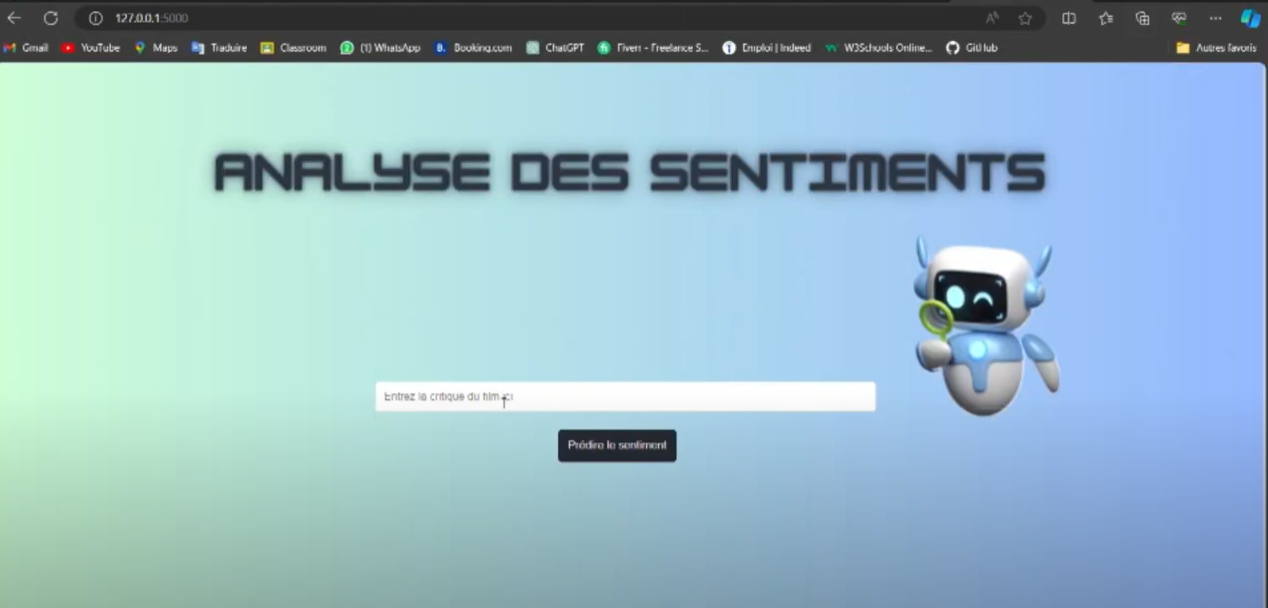 127.0.0.1:5000
Gmail YouTube Maps Traduire Classroom (1) WhatsApp Booking.com ChatGPT Fiverr - Freelance S... Emploi | Indeed W3Schools Online... GitHub Autres favoris
ANALYSE DES SENTIMENTS
Entrez la critique du film ici
Prédire le sentiment